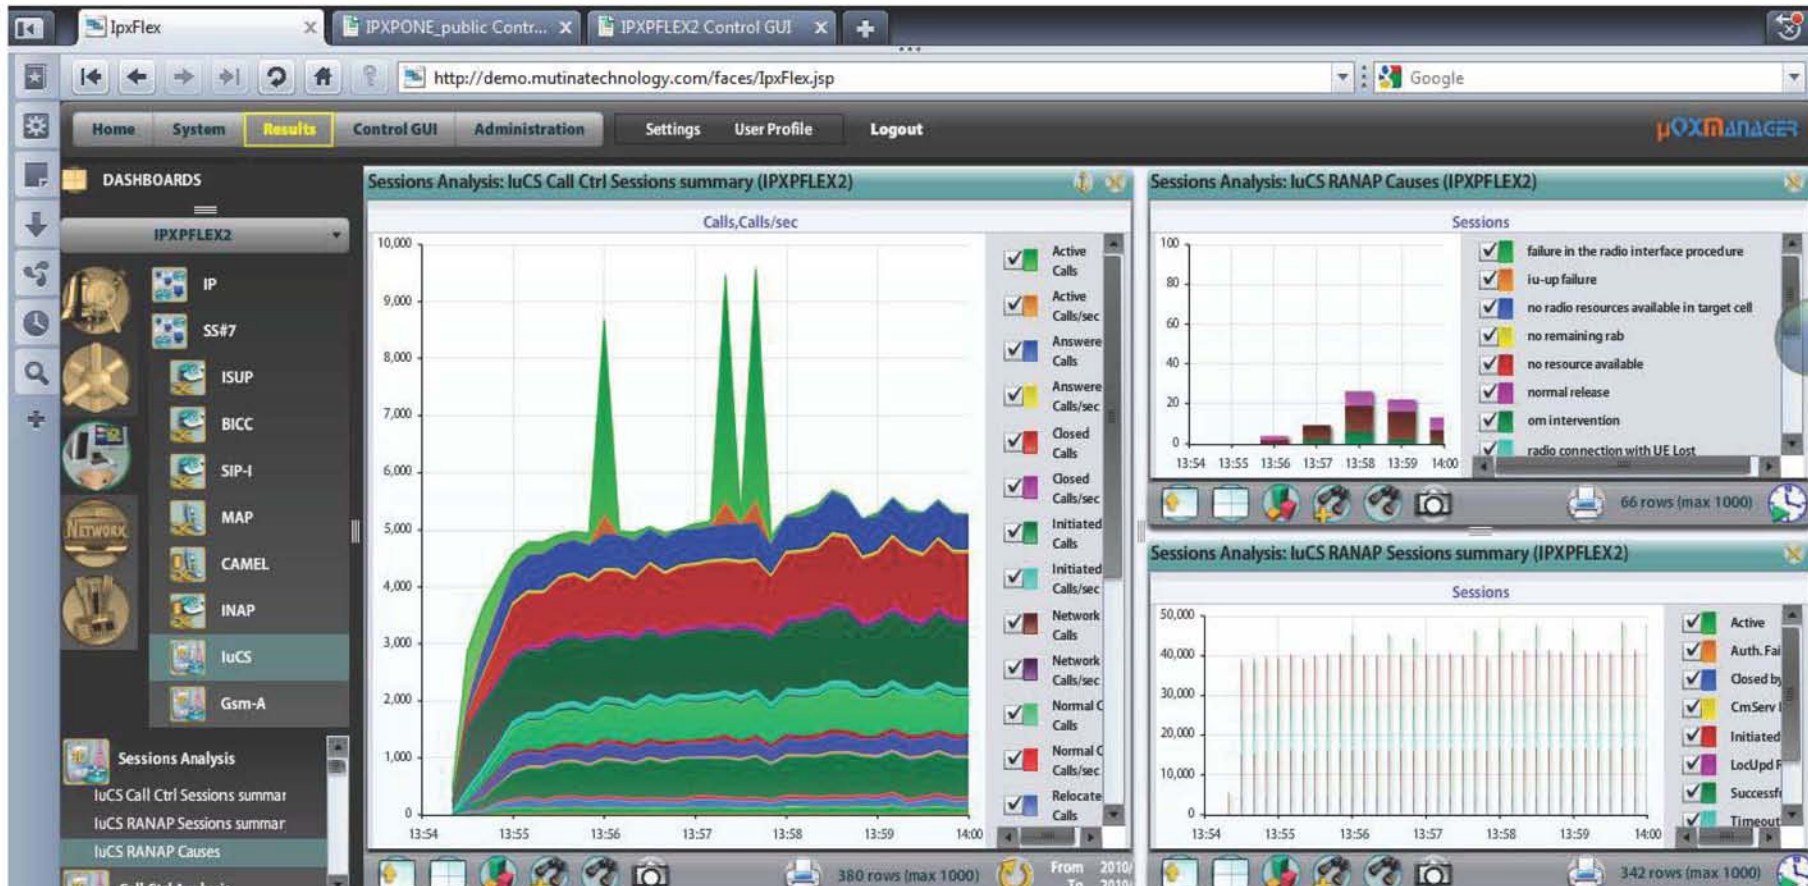 IpxFlex
IPXPONE_public Contr...
IPXPFLEX2 Control GUI
http://demo.mutinatechnology.com/faces/IpxFlex.jsp
Google
Home
System
Results
Control GUI
Administration
Settings
User Profile
Logout
µOXMANAGER
DASHBOARDS
IPXPFLEX2
NETWORK
IP
SS#7
ISUP
BICC
SIP-I
MAP
CAMEL
INAP
IuCS
Gsm-A
Sessions Analysis
IuCS Call Ctrl Sessions summar
IuCS RANAP Sessions summar
IuCS RANAP Causes
Sessions Analysis: IuCS Call Ctrl Sessions summary (IPXPFLEX2)
Calls,Calls/sec
10,000
9,000
8,000
7,000
6,000
5,000
4,000
3,000
2,000
1,000
0
13:54
13:55
13:56
13:57
13:58
13:59
14:00
Active
Calls
Active
Calls/sec
Answere
Calls
Answere
Calls/sec
Closed
Calls
Closed
Calls/sec
Initiated
Calls
Initiated
Calls/sec
Network
Calls
Network
Calls/sec
Normal C
Calls
Normal C
Calls/sec
Relocate
Calls
380 rows (max 1000)
From 2010/
To 2010/
Sessions Analysis: IuCS RANAP Causes (IPXPFLEX2)
Sessions
100
80
60
40
20
0
13:54
13:55
13:56
13:57
13:58
13:59
14:00
failure in the radio interface procedure
iu-up failure
no radio resources available in target cell
no remaining rab
no resource available
normal release
om intervention
radio connection with UE Lost
66 rows (max 1000)
Sessions Analysis: IuCS RANAP Sessions summary (IPXPFLEX2)
Sessions
50,000
40,000
30,000
20,000
10,000
0
13:54
13:55
13:56
13:57
13:58
13:59
14:00
Active
Auth. Fai
Closed by
CmServ
Initiated
LocUpd R
Successf
Timeout
342 rows (max 1000)